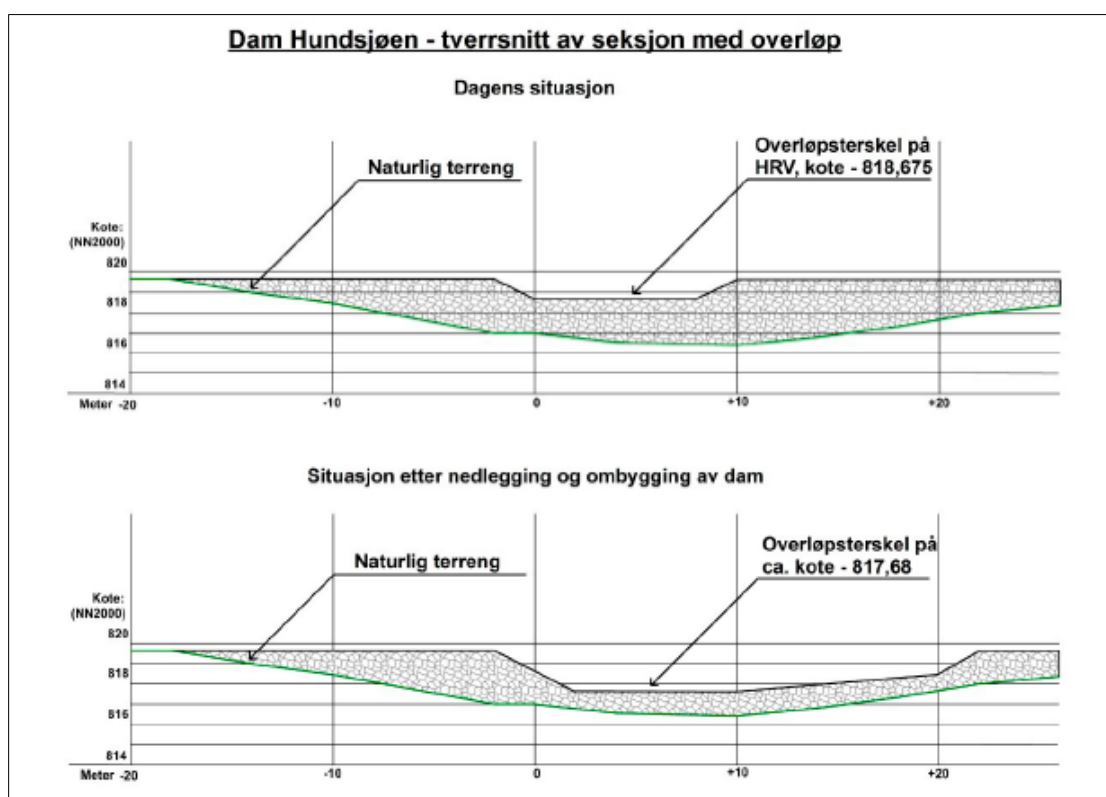 Dam Hundsjøen - tverrsnitt av seksjon med overløp
Dagens situasjon
Naturlig terreng
Overløpsterskel på
HRV, kote - 818,675
Kote:
(NN2000)
820
818
816
814
Meter -20
-10
0
+10
+20
Situasjon etter nedlegging og ombygging av dam
Naturlig terreng
Overløpsterskel på
ca. kote - 817,68
Kote:
(NN2000)
820
818
816
814
Meter -20
-10
0
+10
+20